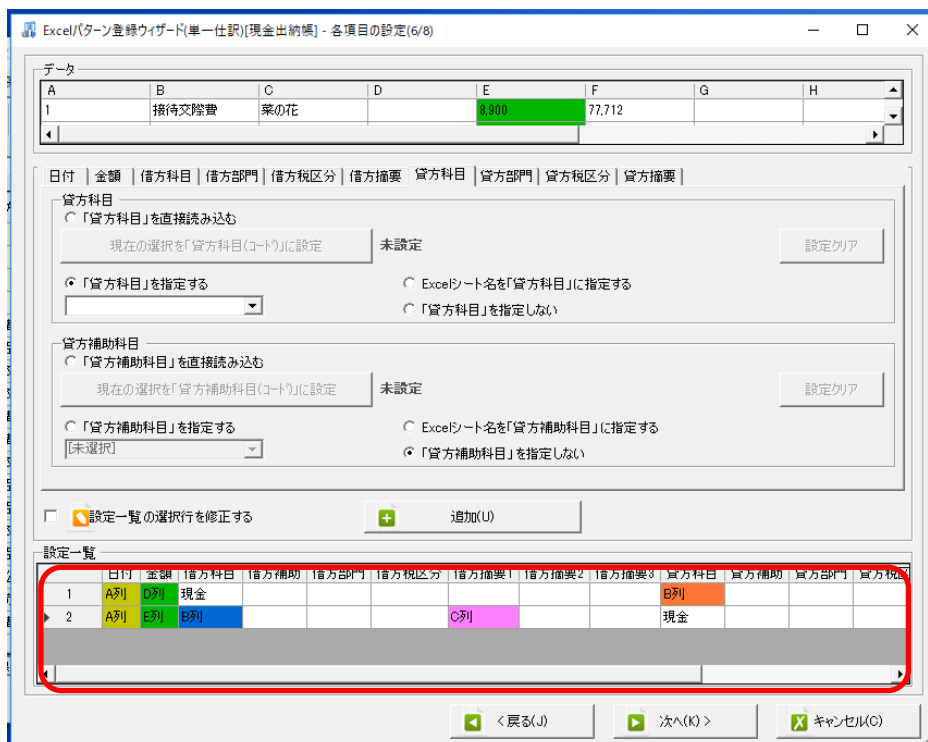 Excelパターン登録ウィザード(単一仕訳)[現金出納帳] - 各項目の設定(6/8)
データ
A B C D E F G H
1 接待交際費 菜の花 8,900 77,712
日付 金額 借方科目 借方部門 借方税区分 借方摘要 貸方科目 貸方部門 貸方税区分 貸方摘要
貸方科目
「貸方科目」を直接読み込む
現在の選択を「貸方科目(コード)」に設定 未設定 設定クリア
「貸方科目」を指定する Excelシート名を「貸方科目」に指定する
「貸方科目」を指定しない
貸方補助科目
「貸方補助科目」を直接読み込む
現在の選択を「貸方補助科目(コード)」に設定 未設定 設定クリア
「貸方補助科目」を指定する Excelシート名を「貸方補助科目」に指定する
[未選択] 「貸方補助科目」を指定しない
設定一覧の選択行を修正する 追加(U)
設定一覧
日付 金額 借方科目 借方補助 借方部門 借方税区分 借方摘要1 借方摘要2 借方摘要3 貸方科目 貸方補助 貸方部門 貸方税区
1 A列 D列 現金 B列
2 A列 E列 B列 C列 現金
< 戻る(J) 次へ(K) > キャンセル(C)